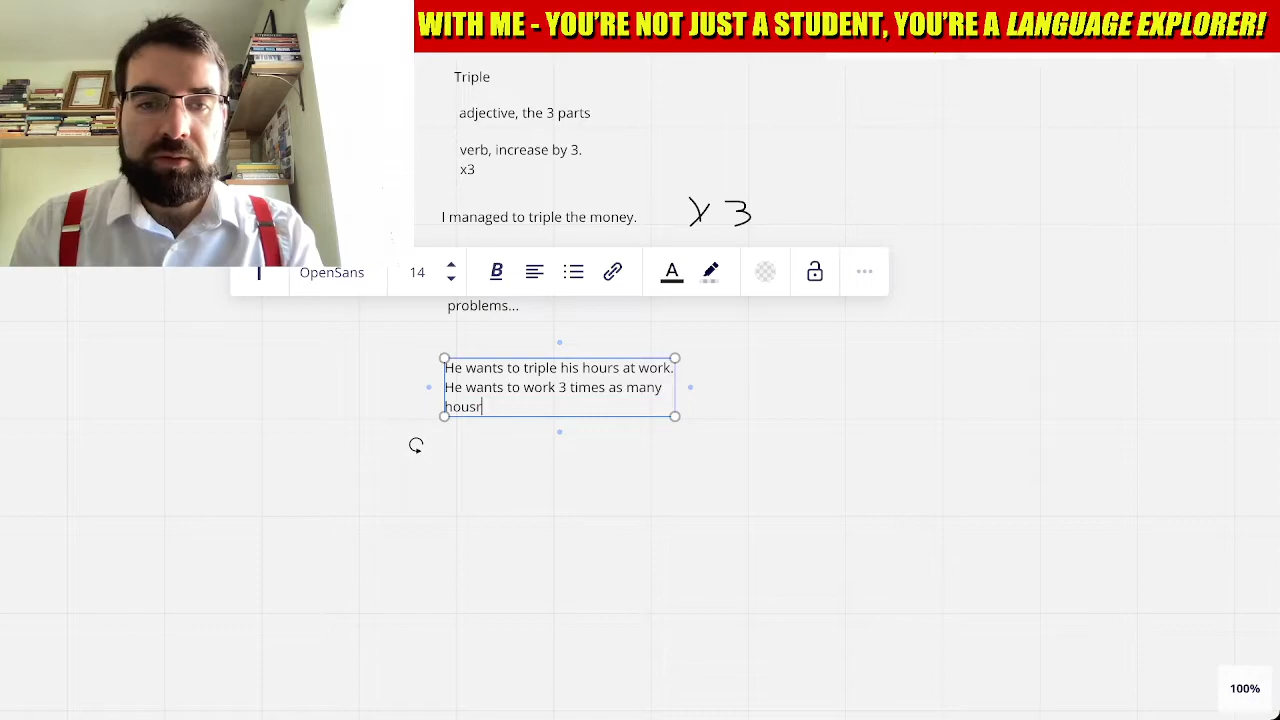 WITH ME - YOU’RE NOT JUST A STUDENT, YOU’RE A LANGUAGE EXPLORER!
Triple
adjective, the 3 parts
verb, increase by 3.
x3
I managed to triple the money.
X 3
OpenSans
14
B
A
problems...
He wants to triple his hours at work.
He wants to work 3 times as many
housr
100%